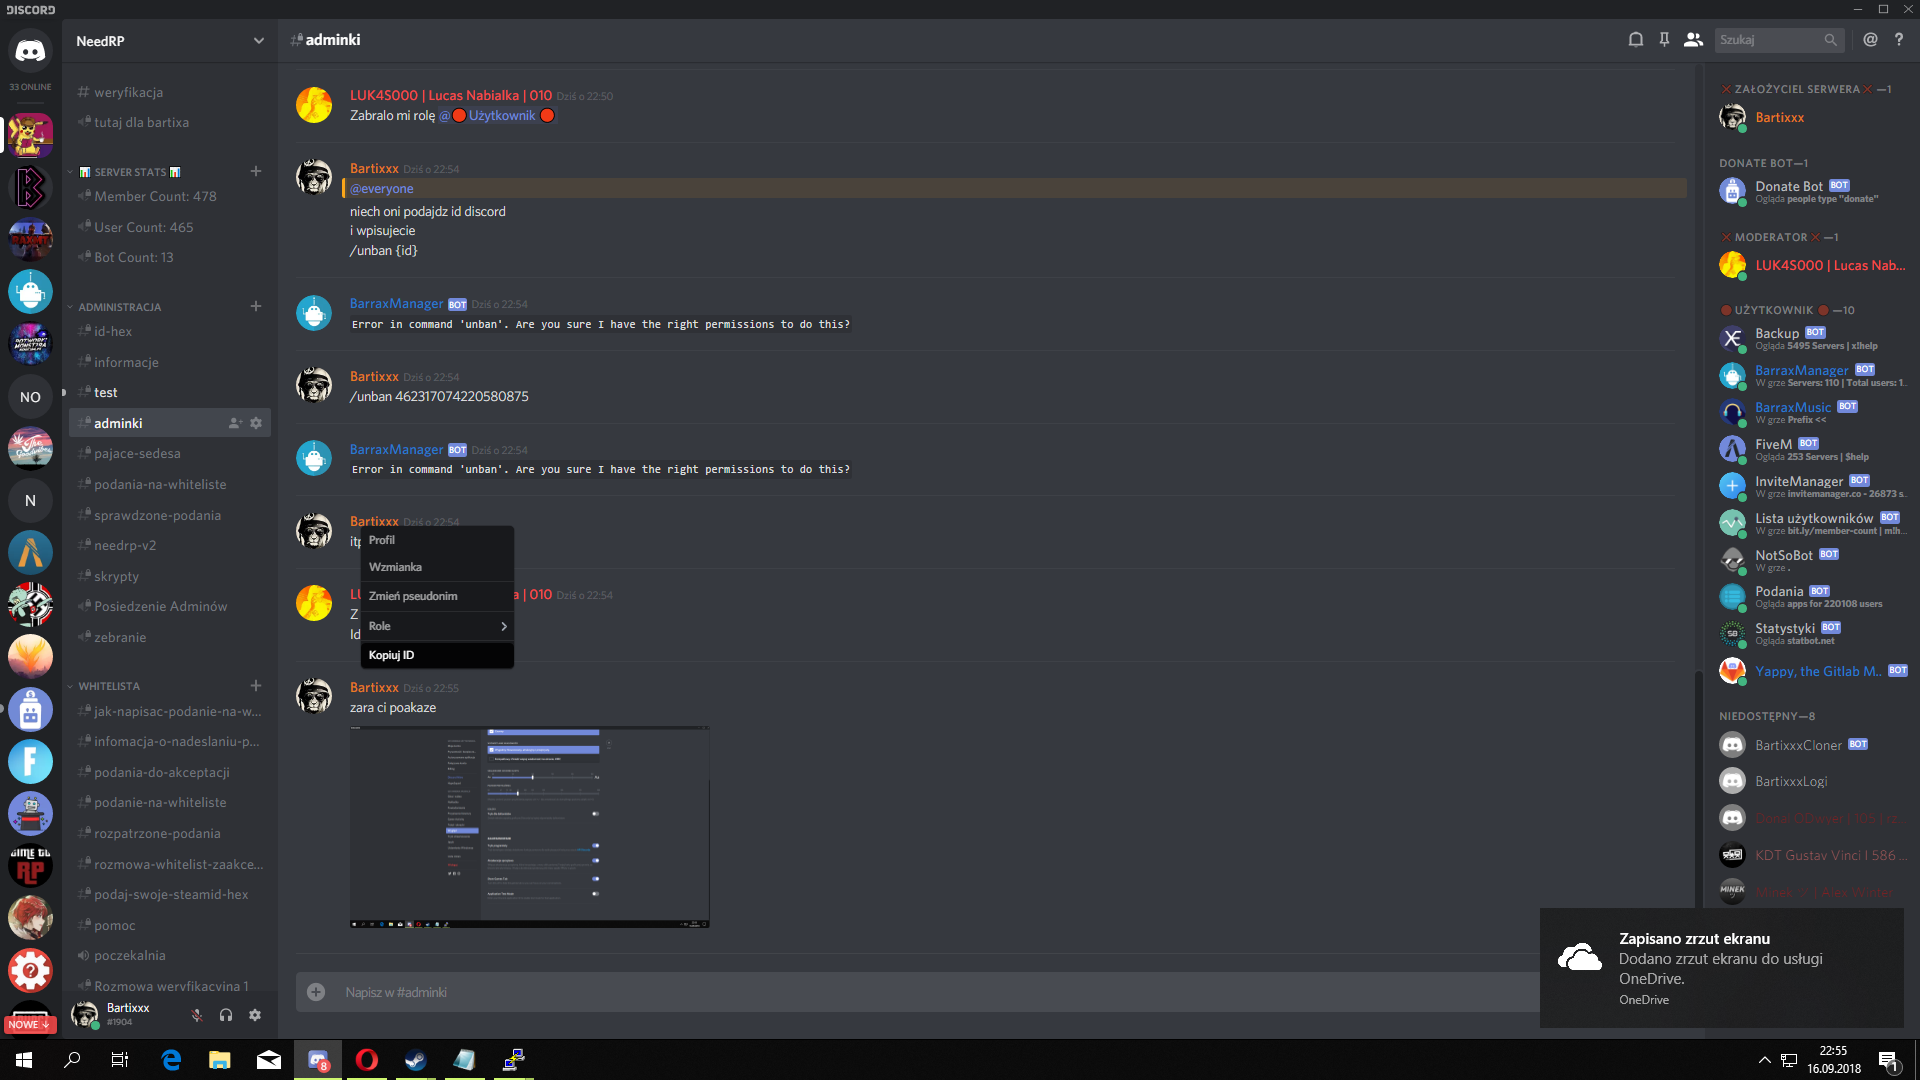 DISCORD
NeedRP
33 ONLINE
NO
N
NOWE
weryfikacja
tutaj dla bartixa
SERVER STATS
Member Count: 478
User Count: 465
Bot Count: 13
ADMINISTRACJA
id-hex
informacje
test
adminki
pajace-sedesa
podania-na-whiteliste
sprawdzone-podania
needrp-v2
skrypty
Posiedzenie Adminów
zebranie
WHITELISTA
jak-napisac-podanie-na-w...
infomacja-o-nadeslaniu-p...
podania-do-akceptacji
podanie-na-whiteliste
rozpatrzone-podania
rozmowa-whitelist-zaakce...
podaj-swoje-steamid-hex
pomoc
poczekalnia
Rozmowa weryfikacyjna 1
Bartixxx
#1904
adminki
Szukaj
LUK4S000 | Lucas Nabialka | 010 Dziś o 22:50
Zabralo mi rolę @🔴 Użytkownik 🔴
Bartixxx Dziś o 22:54
@everyone
niech oni podajdz id discord
i wpisujecie
/unban {id}
BarraxManager BOT Dziś o 22:54
Error in command 'unban'. Are you sure I have the right permissions to do this?
Bartixxx Dziś o 22:54
/unban 462317074220580875
BarraxManager BOT Dziś o 22:54
Error in command 'unban'. Are you sure I have the right permissions to do this?
Bartixxx Dziś o 22:54
itp
Profil
Wzmianka
Zmień pseudonim
Role
Kopiuj ID
LU a | 010 Dziś o 22:54
Z
Id
Bartixxx Dziś o 22:55
zara ci poakaze
Napisz w #adminki
❌ ZAŁOŻYCIEL SERWERA ❌ —1
Bartixxx
DONATE BOT—1
Donate Bot BOT
Ogląda people type "donate"
❌ MODERATOR ❌ —1
LUK4S000 | Lucas Nab...
🔴 UŻYTKOWNIK 🔴 —10
Backup BOT
Ogląda 5495 Servers | x!help
BarraxManager BOT
W grze Servers: 110 | Total users: 1..
BarraxMusic BOT
W grze Prefix <<
FiveM BOT
Ogląda 253 Servers | $help
InviteManager BOT
W grze invitemanager.co - 26873 s..
Lista użytkowników BOT
W grze bit.ly/member-count | m!h...
NotSoBot BOT
W grze .
Podania BOT
Ogląda apps for 220108 users
Statystyki BOT
Ogląda statbot.net
Yappy, the Gitlab M.. BOT
NIEDOSTĘPNY—8
BartixxxCloner BOT
BartixxxLogi
KDT Gustav Vinci | 586 ...
Zapisano zrzut ekranu
Dodano zrzut ekranu do usługi
OneDrive.
OneDrive
22:55
16.09.2018